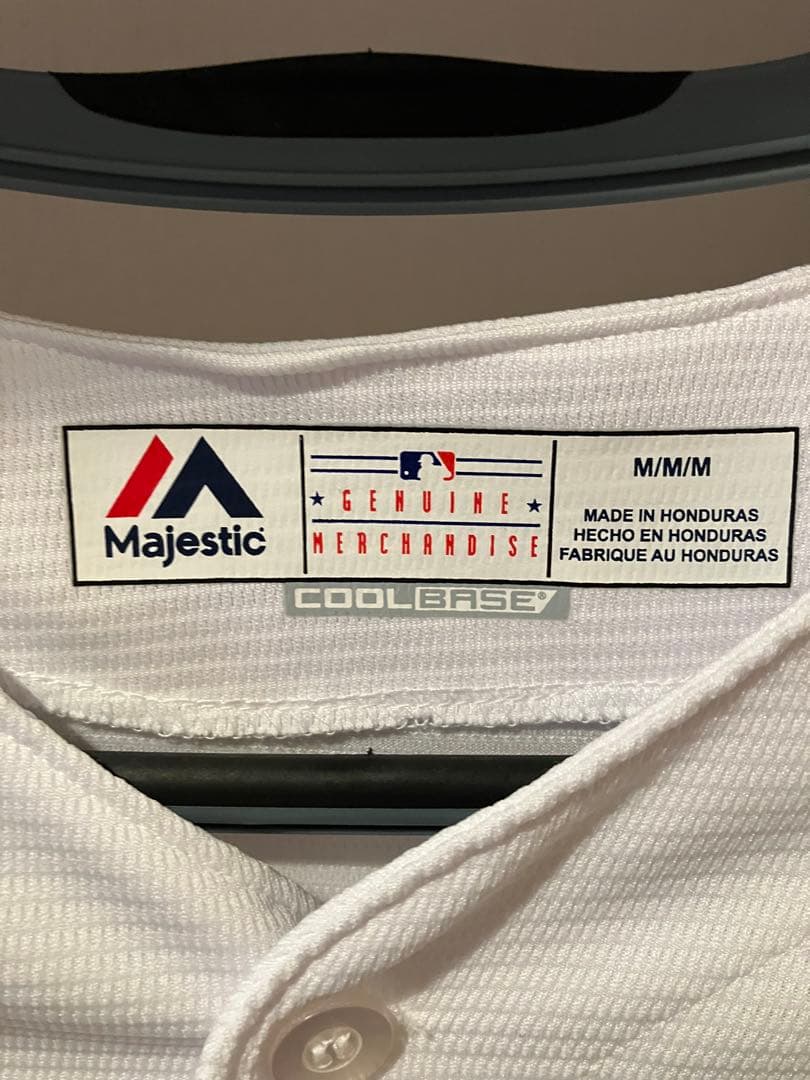 Majestic
GENUINE
MERCHANDISE
M/M/M
MADE IN HONDURAS
HECHO EN HONDURAS
FABRIQUE AU HONDURAS
COOLBASE®